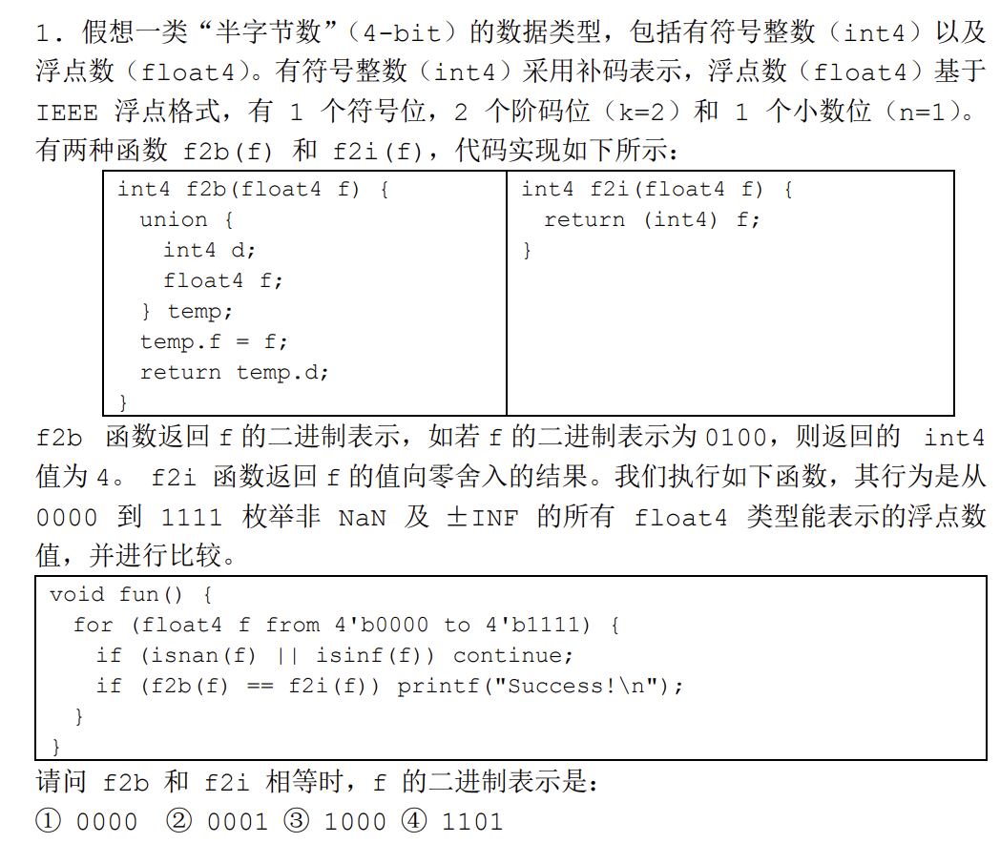 1. 假想一类“半字节数”（4-bit）的数据类型，包括有符号整数（int4）以及
浮点数（float4）。有符号整数（int4）采用补码表示，浮点数（float4）基于
IEEE 浮点格式，有 1 个符号位，2 个阶码位（k=2）和 1 个小数位（n=1）。
有两种函数 f2b(f) 和 f2i(f)，代码实现如下所示：
int4 f2b(float4 f) {
union {
int4 d;
float4 f;
} temp;
temp.f = f;
return temp.d;
}
int4 f2i(float4 f) {
return (int4) f;
}
f2b 函数返回 f 的二进制表示，如若 f 的二进制表示为 0100，则返回的 int4
值为 4。 f2i 函数返回 f 的值向零舍入的结果。我们执行如下函数，其行为是从
0000 到 1111 枚举非 NaN 及 ±INF 的所有 float4 类型能表示的浮点数
值，并进行比较。
void fun() {
for (float4 f from 4'b0000 to 4'b1111) {
if (isnan(f) || isinf(f)) continue;
if (f2b(f) == f2i(f)) printf("Success!\n");
}
}
请问 f2b 和 f2i 相等时，f 的二进制表示是：
① 0000 ② 0001 ③ 1000 ④ 1101